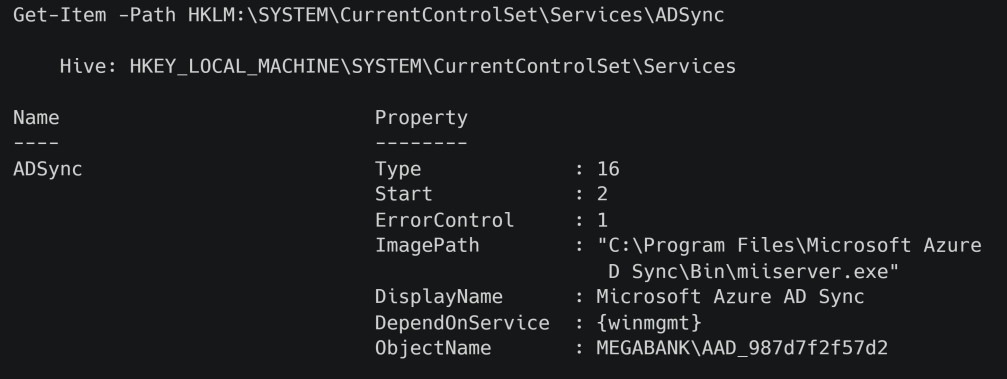 Get-Item -Path HKLM:\SYSTEM\CurrentControlSet\Services\ADSync
Hive: HKEY_LOCAL_MACHINE\SYSTEM\CurrentControlSet\Services
Name Property
---- --------
ADSync Type : 16
Start : 2
ErrorControl : 1
ImagePath : "C:\Program Files\Microsoft Azure
D Sync\Bin\miiserver.exe"
DisplayName : Microsoft Azure AD Sync
DependOnService : {winmgmt}
ObjectName : MEGABANK\AAD_987d7f2f57d2